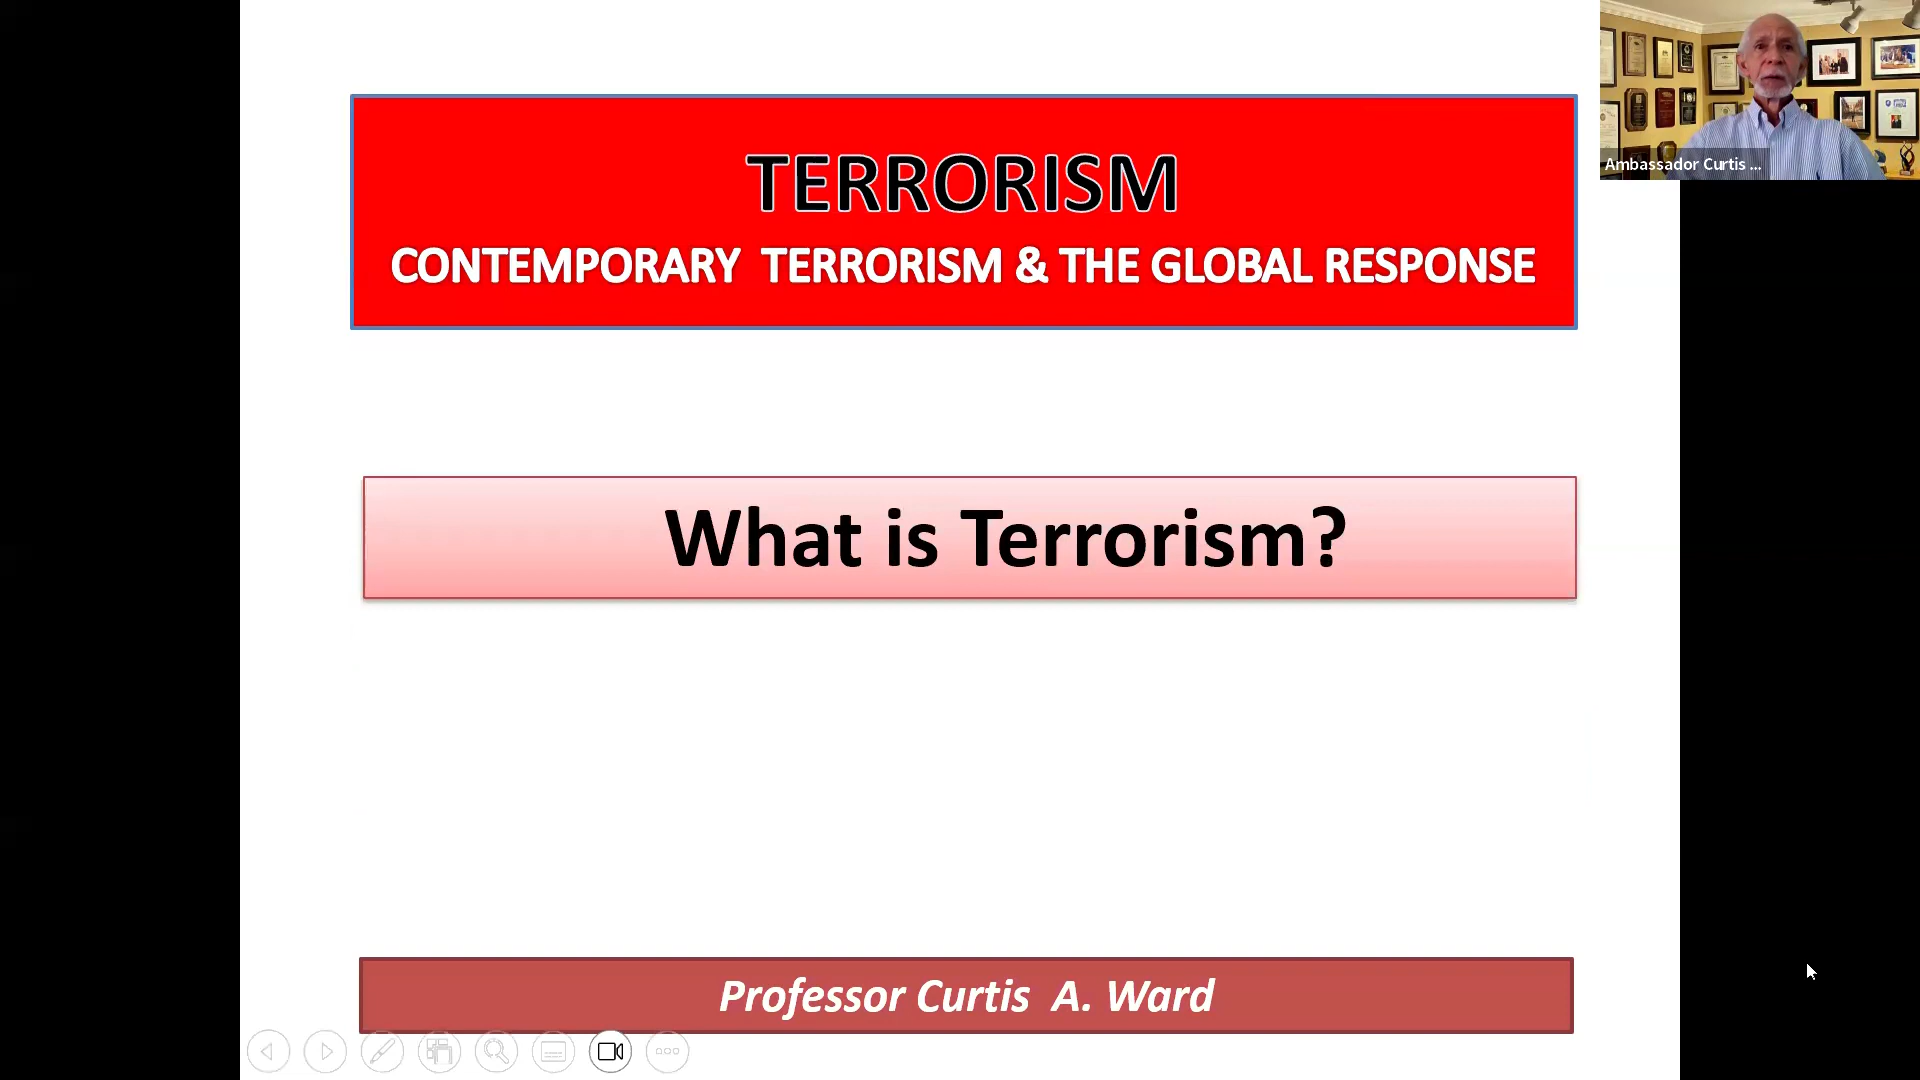 TERRORISM
CONTEMPORARY TERRORISM & THE GLOBAL RESPONSE
Ambassador Curtis ...
What is Terrorism?
Professor Curtis A. Ward